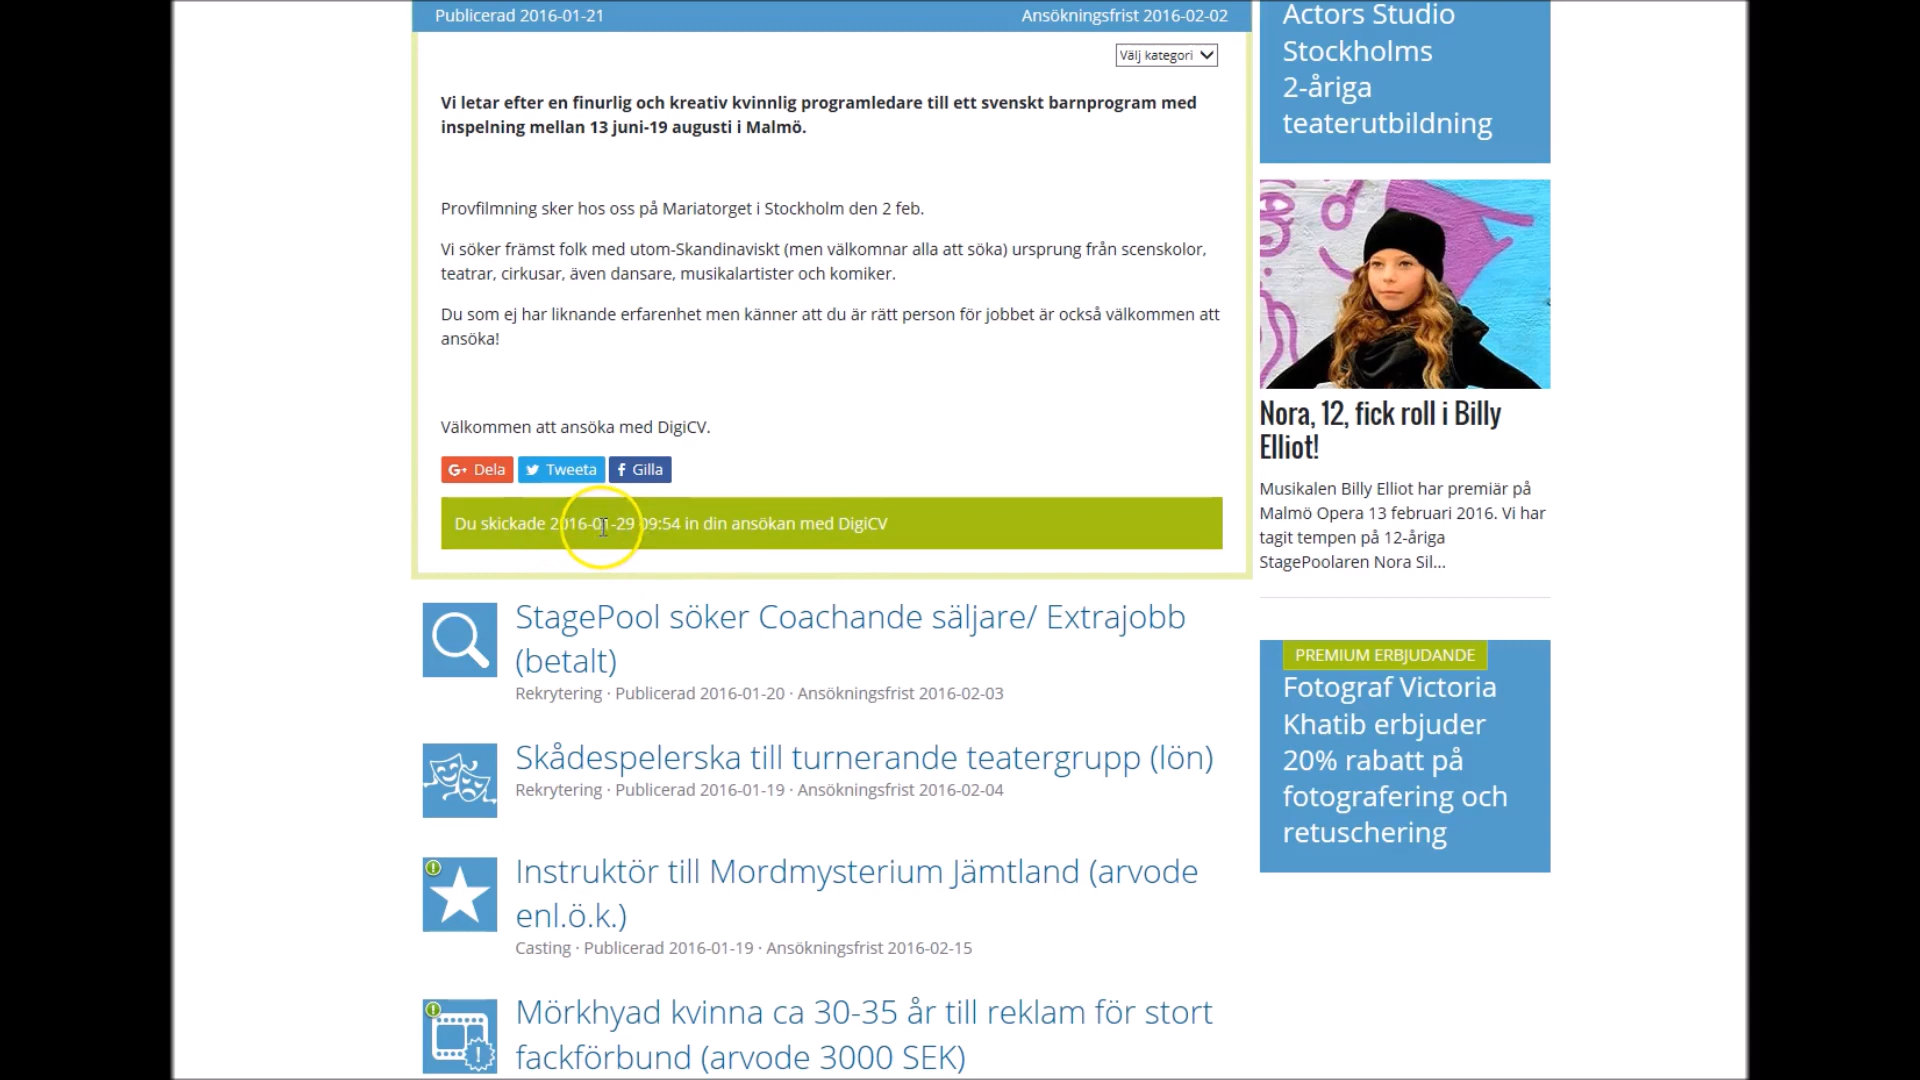 Publicerad 2016-01-21
Ansökningsfrist 2016-02-02
Välj kategori
Vi letar efter en finurlig och kreativ kvinnlig programledare till ett svenskt barnprogram med
inspelning mellan 13 juni-19 augusti i Malmö.
Provfilmning sker hos oss på Mariatorget i Stockholm den 2 feb.
Vi söker främst folk med utom-Skandinaviskt (men välkomnar alla att söka) ursprung från scenskolor,
teatrar, cirkusar, även dansare, musikalartister och komiker.
Du som ej har liknande erfarenhet men känner att du är rätt person för jobbet är också välkommen att
ansöka!
Välkommen att ansöka med DigiCV.
G+ Dela
Tweeta
f Gilla
Du skickade 2016-01-29 09:54 in din ansökan med DigiCV
StagePool söker Coachande säljare/ Extrajobb
(betalt)
Rekrytering · Publicerad 2016-01-20 · Ansökningsfrist 2016-02-03
Skådespelerska till turnerande teatergrupp (lön)
Rekrytering · Publicerad 2016-01-19 · Ansökningsfrist 2016-02-04
Instruktör till Mordmysterium Jämtland (arvode
enl.ö.k.)
Casting · Publicerad 2016-01-19 · Ansökningsfrist 2016-02-15
Mörkhyad kvinna ca 30-35 år till reklam för stort
fackförbund (arvode 3000 SEK)
Actors Studio
Stockholms
2-åriga
teaterutbildning
Nora, 12, fick roll i Billy
Elliot!
Musikalen Billy Elliot har premiär på
Malmö Opera 13 februari 2016. Vi har
tagit tempen på 12-åriga
StagePoolaren Nora Sil...
PREMIUM ERBJUDANDE
Fotograf Victoria
Khatib erbjuder
20% rabatt på
fotografering och
retuschering